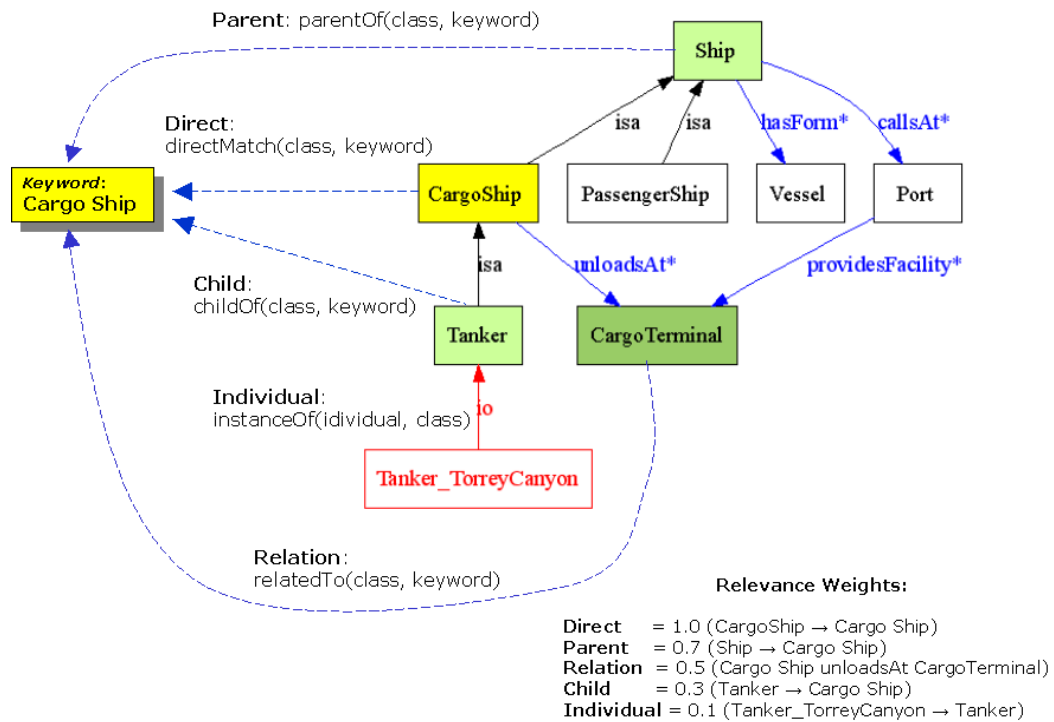 Parent: parentOf(class, keyword)
Ship
Direct:
directMatch(class, keyword)
isa
isa
hasForm*
callsAt*
Keyword:
Cargo Ship
CargoShip
PassengerShip
Vessel
Port
isa
unloadsAt*
providesFacility*
Child:
childOf(class, keyword)
Tanker
CargoTerminal
Individual:
instanceOf(idividual, class)
io
Tanker_TorreyCanyon
Relation:
relatedTo(class, keyword)
Relevance Weights:
Direct = 1.0 (CargoShip → Cargo Ship)
Parent = 0.7 (Ship → Cargo Ship)
Relation = 0.5 (Cargo Ship unloadsAt CargoTerminal)
Child = 0.3 (Tanker → Cargo Ship)
Individual = 0.1 (Tanker_TorreyCanyon → Tanker)